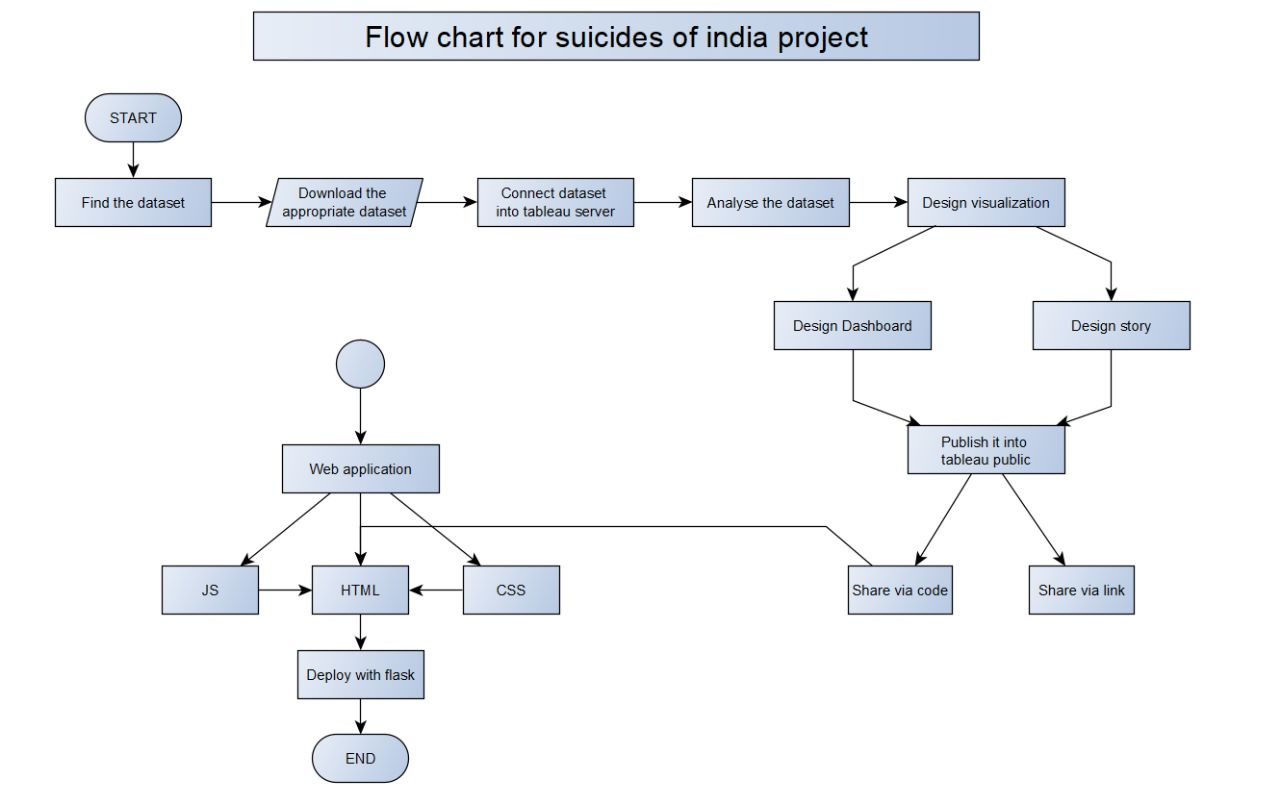 Flow chart for suicides of india project
START
Find the dataset
Download the
appropriate dataset
Connect dataset
into tableau server
Analyse the dataset
Design visualization
Design Dashboard
Design story
Publish it into
tableau public
Web application
JS
HTML
CSS
Share via code
Share via link
Deploy with flask
END